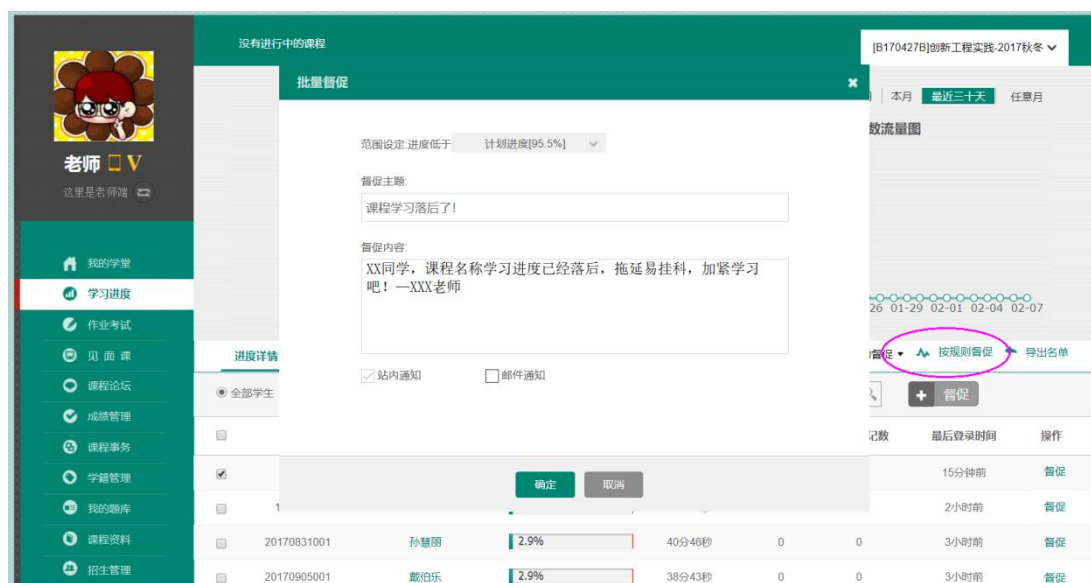 没有进行中的课程
[B170427B]创新工程实践-2017秋冬
批量督促
本月
最近三十天
任意月
数流量图
范围设定:进度低于
计划进度[95.5%]
督促主题:
课程学习落后了!
督促内容:
XX同学，课程名称学习进度已经落后，拖延易挂科，加紧学习
吧！—XXX老师
站内通知
邮件通知
确定
取消
老师 V
这里是老师端
我的学堂
学习进度
作业考试
见面课
课程论坛
成绩管理
课程事务
学籍管理
我的题库
课程资料
招生管理
26 01-29 02-01 02-04 02-07
进度详情
督促
按规则督促
导出名单
全部学生
督促
记数
最后登录时间
操作
15分钟前
督促
1
2小时前
督促
20170831001
孙慧丽
2.9%
40分46秒
0
0
3小时前
督促
20170905001
戴伯乐
2.9%
38分43秒
0
0
3小时前
督促